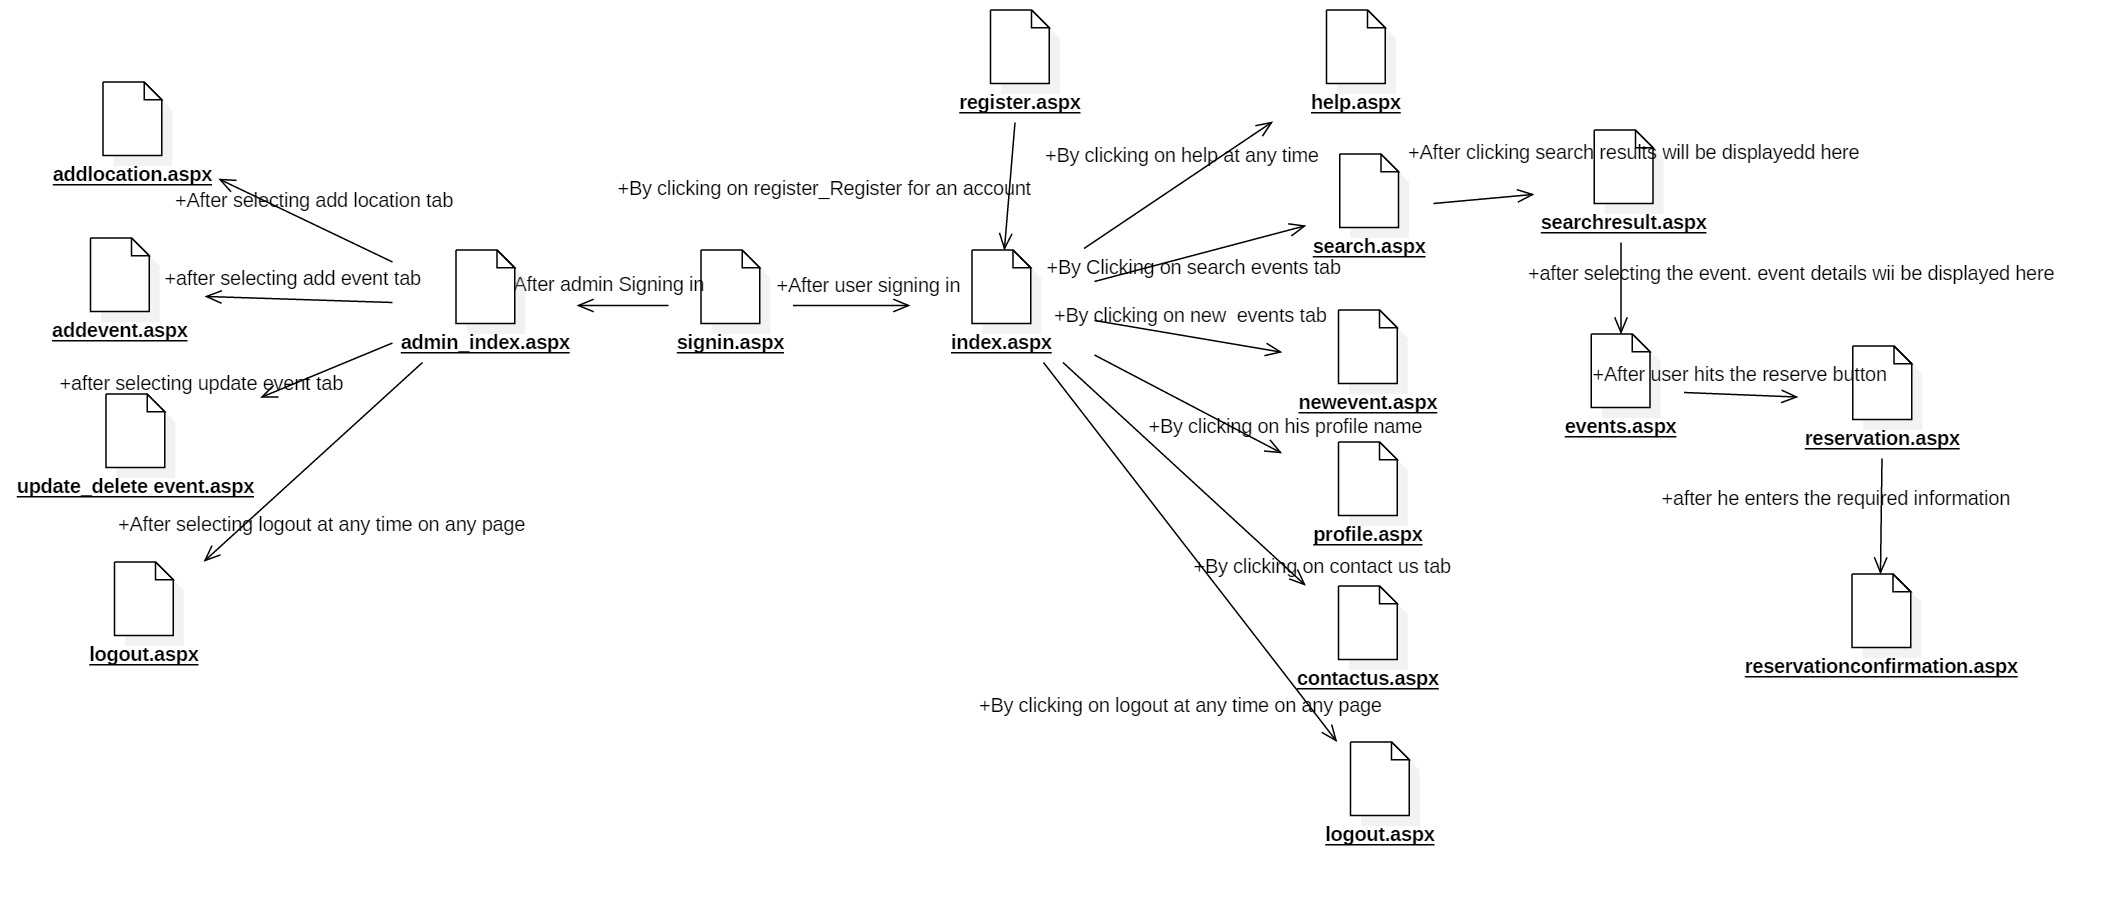 register.aspx
help.aspx
+By clicking on help at any time
+After clicking search results will be displayedd here
addlocation.aspx
+After selecting add location tab
+By clicking on register_Register for an account
searchresult.aspx
search.aspx
+By Clicking on search events tab
+after selecting the event. event details wii be displayed here
+after selecting add event tab
After admin Signing in
+After user signing in
+By clicking on new  events tab
addevent.aspx
admin_index.aspx
signin.aspx
index.aspx
+after selecting update event tab
+After user hits the reserve button
newevent.aspx
+By clicking on his profile name
events.aspx
reservation.aspx
update_delete event.aspx
+after he enters the required information
+After selecting logout at any time on any page
profile.aspx
+By clicking on contact us tab
logout.aspx
reservationconfirmation.aspx
contactus.aspx
+By clicking on logout at any time on any page
logout.aspx